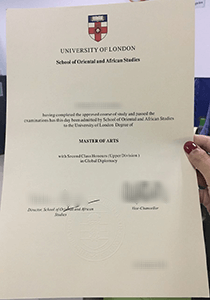 UNIVERSITY OF LONDON
School of Oriental and African Studies
having completed the approved course of study and passed the
examinations has this day been admitted by School of Oriental and African Studies
to the University of London Degree of
MASTER OF ARTS
with Second Class Honours (Upper Division)
in Global Diplomacy
Director School of Oriental and African
Studies
Vice-Chancellor